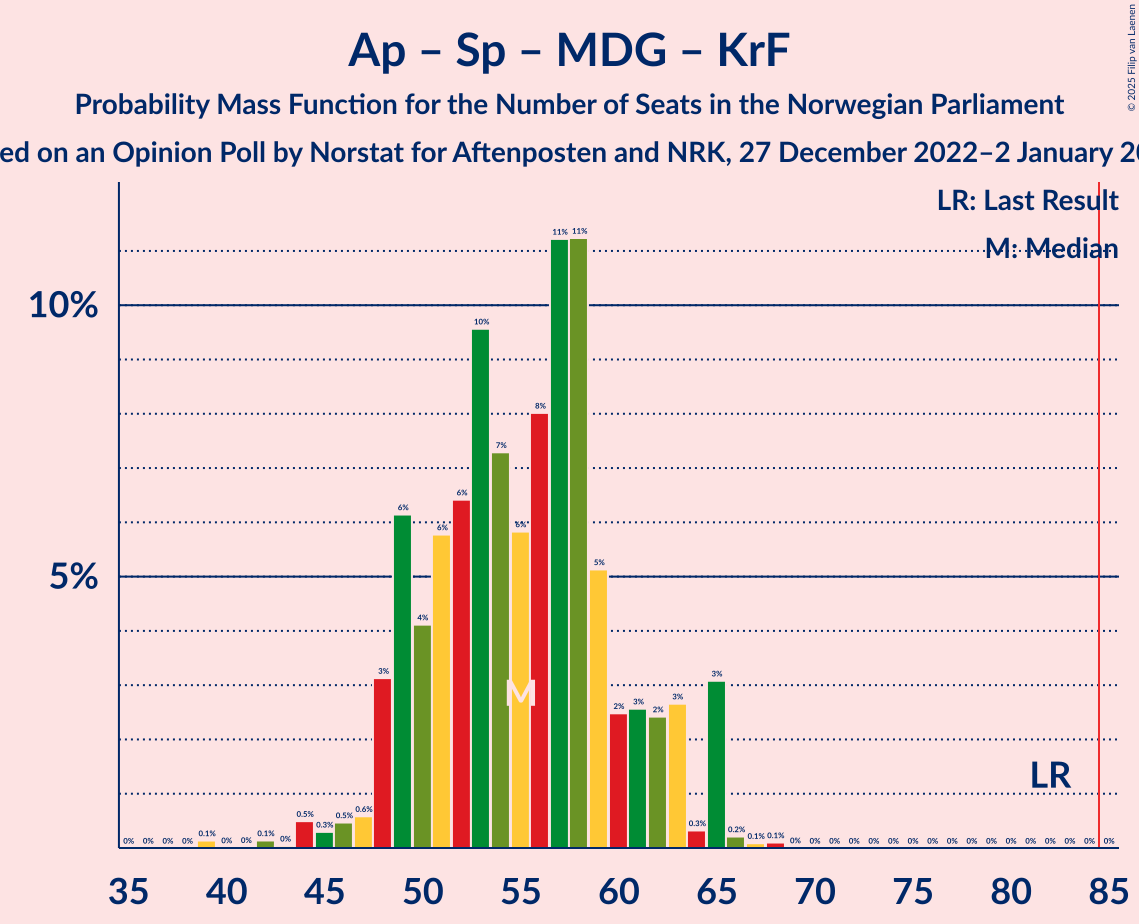 Ap – Sp – MDG – KrF
Probability Mass Function for the Number of Seats in the Norwegian Parliament
ed on an Opinion Poll by Norstat for Aftenposten and NRK, 27 December 2022–2 January 20
© 2025 Filip van Laenen
LR: Last Result
M: Median
11% 11%
10%
10%
8%
7%
6% 6% 6% 6%
5%
5%
4%
3% 3% 3% 3%
2% 2%
M
LR
0% 0% 0% 0% 0.1% 0% 0% 0.1% 0% 0.5% 0.3% 0.5% 0.6% 0.3% 0.2% 0.1% 0.1% 0% 0% 0% 0% 0% 0% 0% 0% 0% 0% 0% 0% 0% 0% 0% 0% 0%
35 40 45 50 55 60 65 70 75 80 85